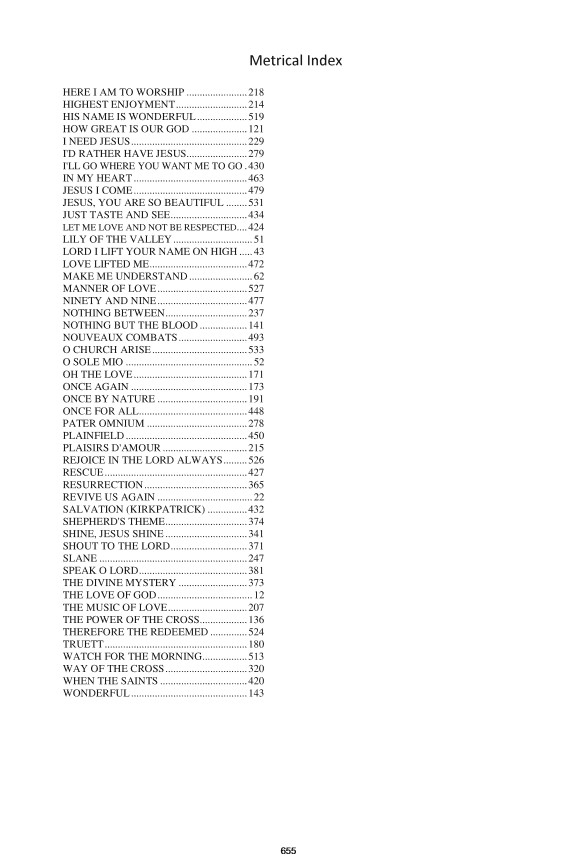 Metrical Index
HERE I AM TO WORSHIP .......................218
HIGHEST ENJOYMENT...........................214
HIS NAME IS WONDERFUL...................519
HOW GREAT IS OUR GOD .....................121
I NEED JESUS............................................229
I'D RATHER HAVE JESUS.......................279
I'LL GO WHERE YOU WANT ME TO GO .430
IN MY HEART...........................................463
JESUS I COME...........................................479
JESUS, YOU ARE SO BEAUTIFUL ........531
JUST TASTE AND SEE.............................434
LET ME LOVE AND NOT BE RESPECTED....424
LILY OF THE VALLEY ..............................51
LORD I LIFT YOUR NAME ON HIGH .....43
LOVE LIFTED ME.....................................472
MAKE ME UNDERSTAND........................62
MANNER OF LOVE..................................527
NINETY AND NINE..................................477
NOTHING BETWEEN...............................237
NOTHING BUT THE BLOOD ..................141
NOUVEAUX COMBATS..........................493
O CHURCH ARISE....................................533
O SOLE MIO ................................................52
OH THE LOVE...........................................171
ONCE AGAIN ............................................173
ONCE BY NATURE ..................................191
ONCE FOR ALL.........................................448
PATER OMNIUM ......................................278
PLAINFIELD..............................................450
PLAISIRS D'AMOUR................................215
REJOICE IN THE LORD ALWAYS.........526
RESCUE......................................................427
RESURRECTION.......................................365
REVIVE US AGAIN ....................................22
SALVATION (KIRKPATRICK) ...............432
SHEPHERD'S THEME...............................374
SHINE, JESUS SHINE...............................341
SHOUT TO THE LORD.............................371
SLANE ........................................................247
SPEAK O LORD.........................................381
THE DIVINE MYSTERY ..........................373
THE LOVE OF GOD....................................12
THE MUSIC OF LOVE..............................207
THE POWER OF THE CROSS..................136
THEREFORE THE REDEEMED ..............524
TRUETT......................................................180
WATCH FOR THE MORNING.................513
WAY OF THE CROSS...............................320
WHEN THE SAINTS .................................420
WONDERFUL............................................143
655